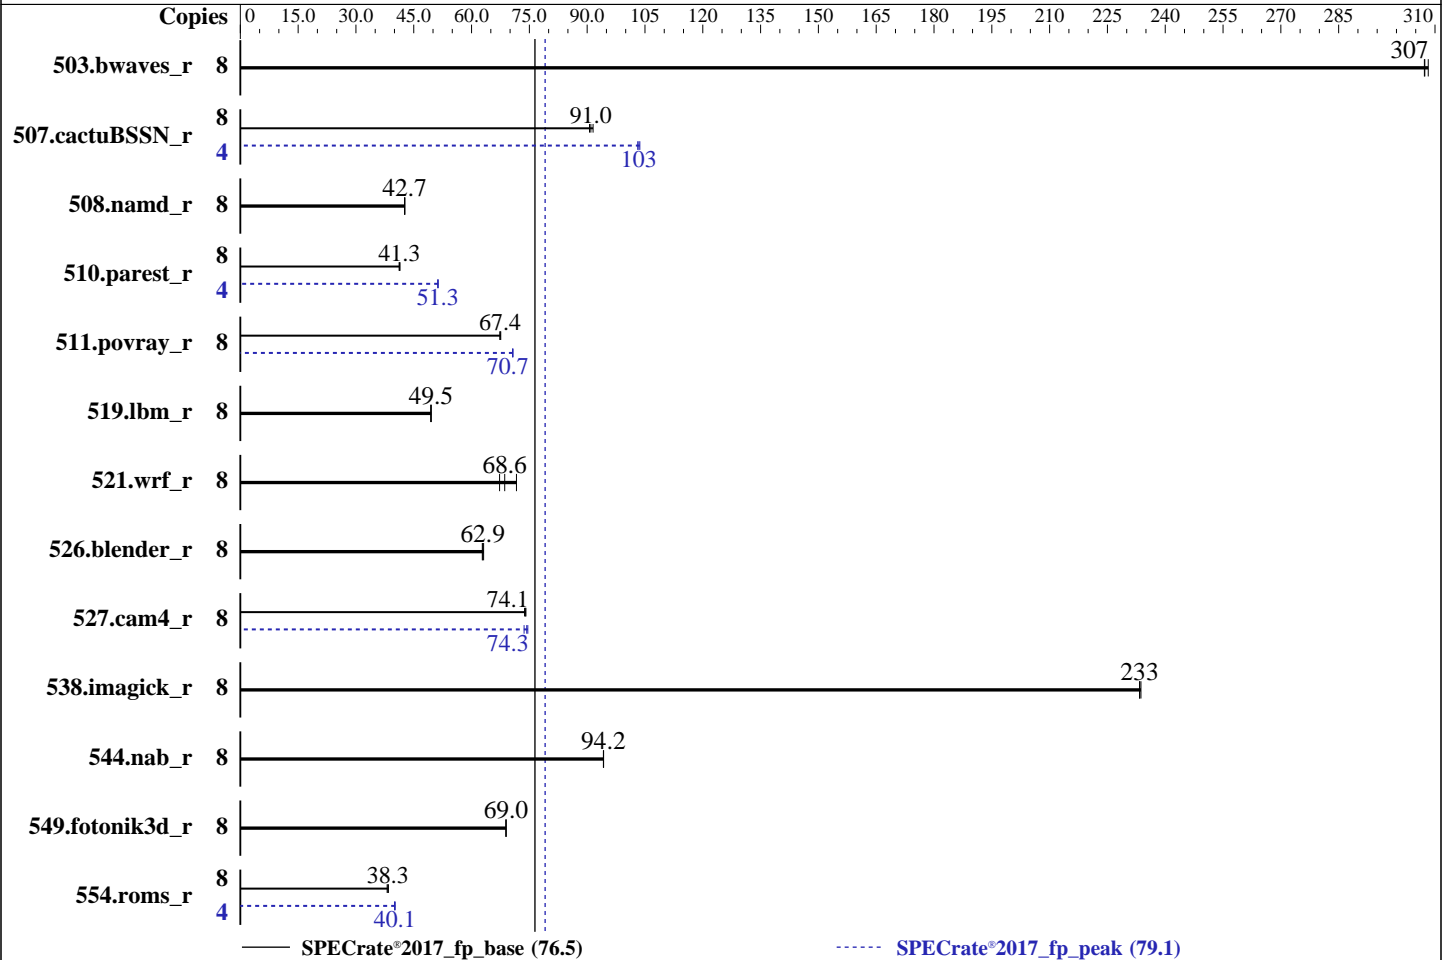 Copies 0 15.0 30.0 45.0 60.0 75.0 90.0 105 120 135 150 165 180 195 210 225 240 255 270 285 310
503.bwaves_r 8 307
507.cactuBSSN_r 8 91.0
4 103
508.namd_r 8 42.7
510.parest_r 8 41.3
4 51.3
511.povray_r 8 67.4
70.7
519.lbm_r 8 49.5
521.wrf_r 8 68.6
526.blender_r 8 62.9
527.cam4_r 8 74.1
74.3
538.imagick_r 8 233
544.nab_r 8 94.2
549.fotonik3d_r 8 69.0
554.roms_r 8 38.3
4 40.1
SPECrate®2017_fp_base (76.5) SPECrate®2017_fp_peak (79.1)